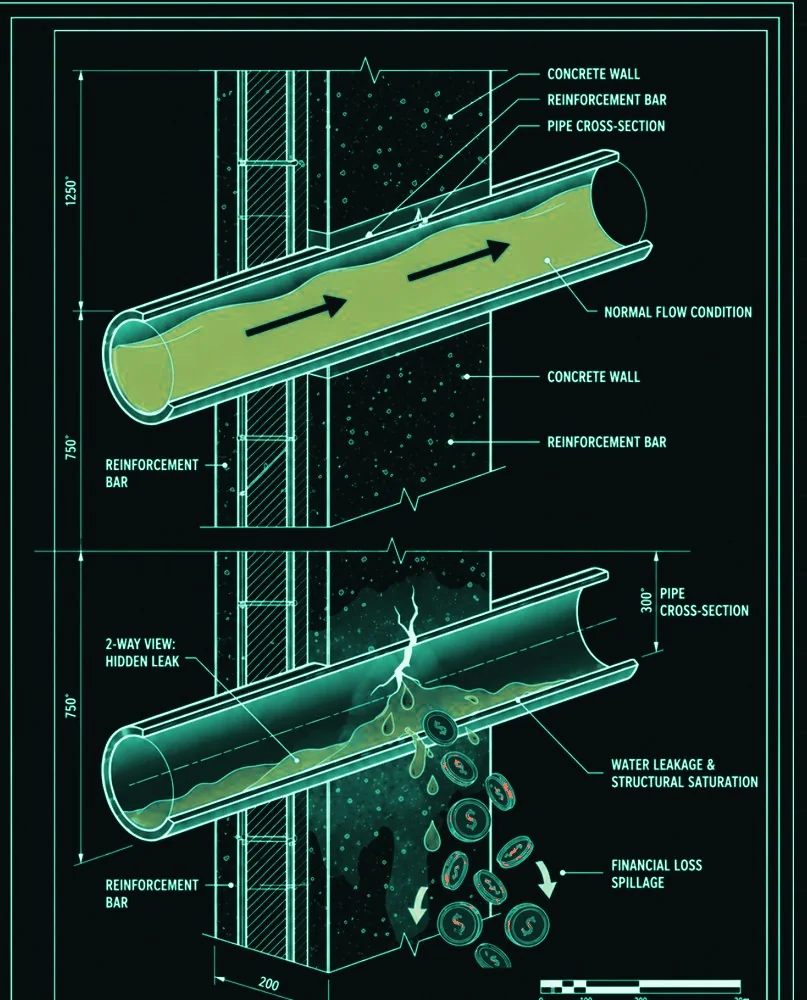 CONCRETE WALL
REINFORCEMENT BAR
PIPE CROSS-SECTION
1250°
NORMAL FLOW CONDITION
CONCRETE WALL
750°
REINFORCEMENT BAR
REINFORCEMENT
BAR
300°
PIPE
CROSS-SECTION
2-WAY VIEW:
HIDDEN LEAK
750°
WATER LEAKAGE &
STRUCTURAL SATURATION
FINANCIAL LOSS
SPILLAGE
REINFORCEMENT
BAR
200